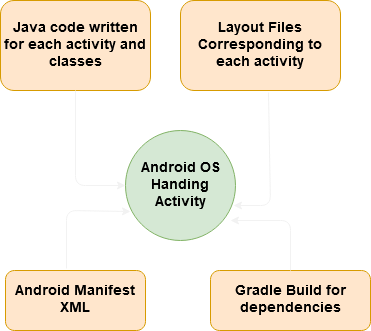 Java code written
for each activity and
classes
Layout Files
Corresponding to
each activity
Android OS
Handing
Activity
Android Manifest
XML
Gradle Build for
dependencies